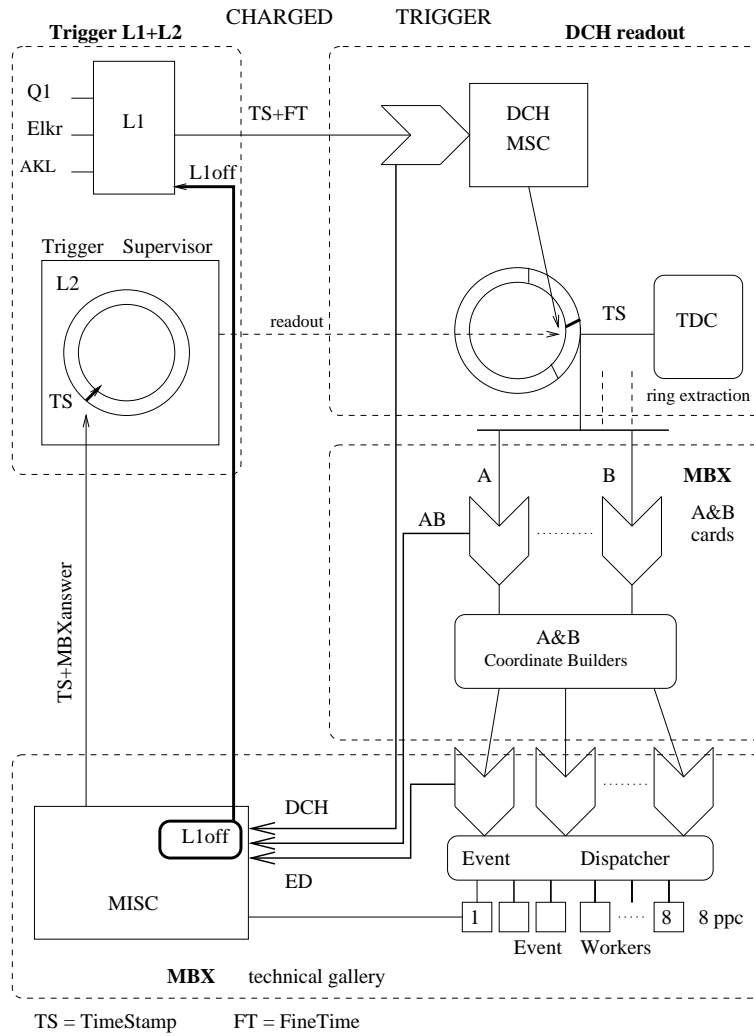 CHARGED TRIGGER
Trigger L1+L2
DCH readout
Q1
Elkr
AKL
L1
TS+FT
DCH
MSC
L1off
Trigger Supervisor
L2
TS
readout
TS
TDC
ring extraction
A
B
MBX
AB
A&B
cards
TS+MBXanswer
A&B
Coordinate Builders
DCH
L1off
ED
MISC
Event Dispatcher
1
8
8 ppc
Event Workers
MBX technical gallery
TS = TimeStamp FT = FineTime